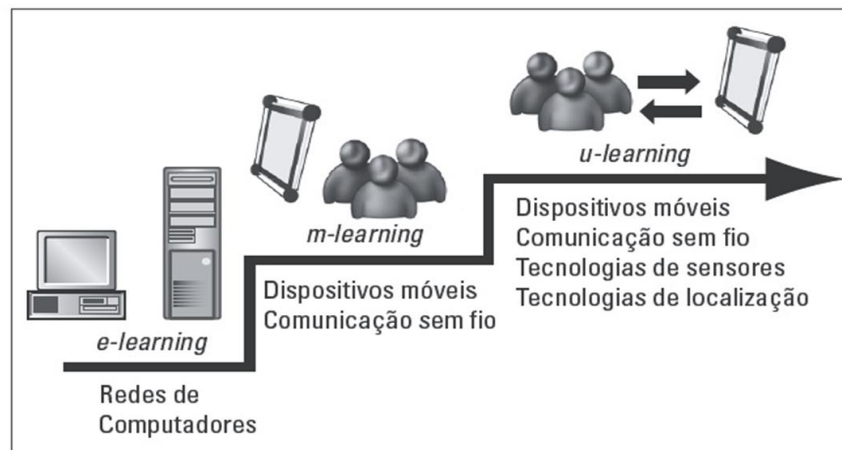 e-learning
Redes de
Computadores
m-learning
Dispositivos móveis
Comunicação sem fio
u-learning
Dispositivos móveis
Comunicação sem fio
Tecnologias de sensores
Tecnologias de localização